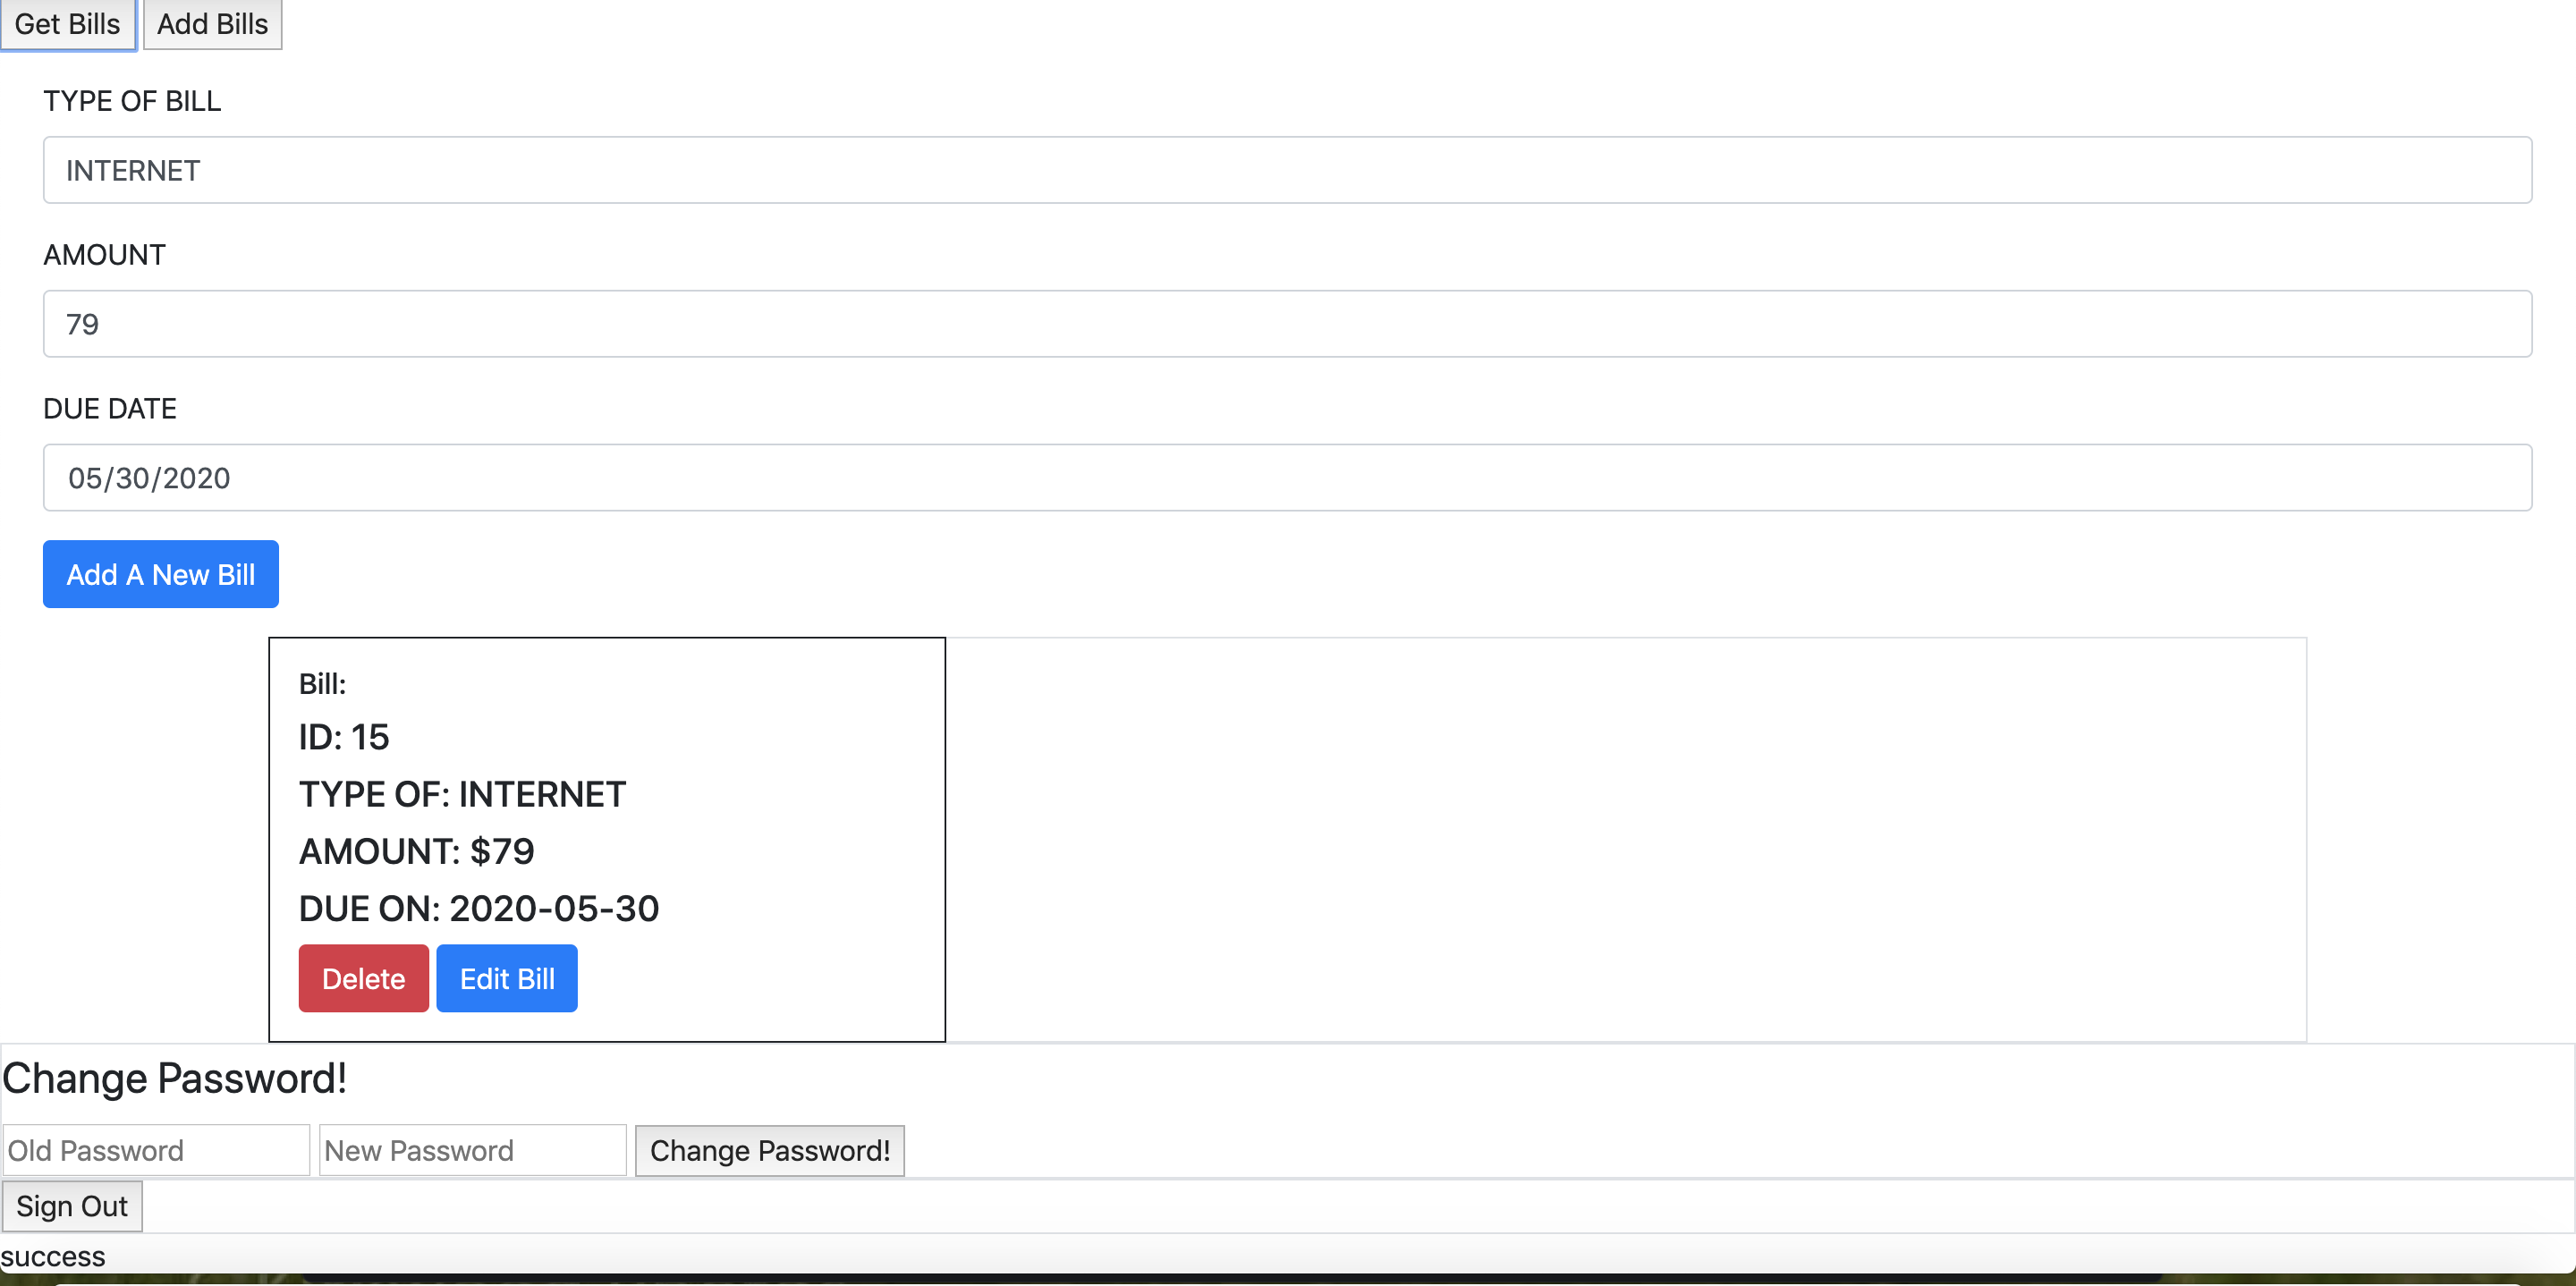 Get Bills Add Bills
TYPE OF BILL
INTERNET
AMOUNT
79
DUE DATE
05/30/2020
Add A New Bill
Bill:
ID: 15
TYPE OF: INTERNET
AMOUNT: $79
DUE ON: 2020-05-30
Delete Edit Bill
Change Password!
Old Password New Password Change Password!
Sign Out
success